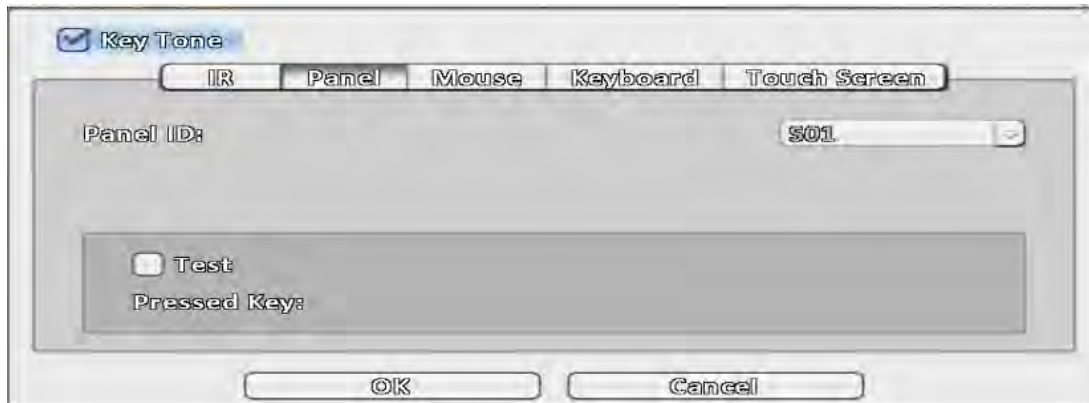 Key Tone
IR Panel Mouse Keyboard Touch Screen
Panel ID: S01
Test
Pressed Key:
OK Cancel